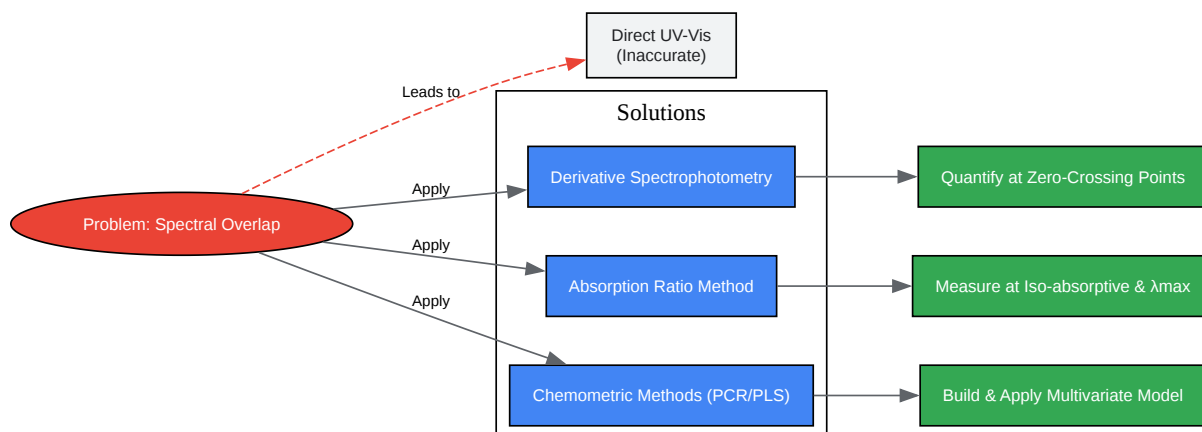 Direct UV-Vis
(Inaccurate)
Leads to
Solutions
Derivative Spectrophotometry
Quantify at Zero-Crossing Points
Apply
Problem: Spectral Overlap
Apply
Absorption Ratio Method
Measure at Iso-absorptive & λmax
Apply
Chemometric Methods (PCR/PLS)
Build & Apply Multivariate Model